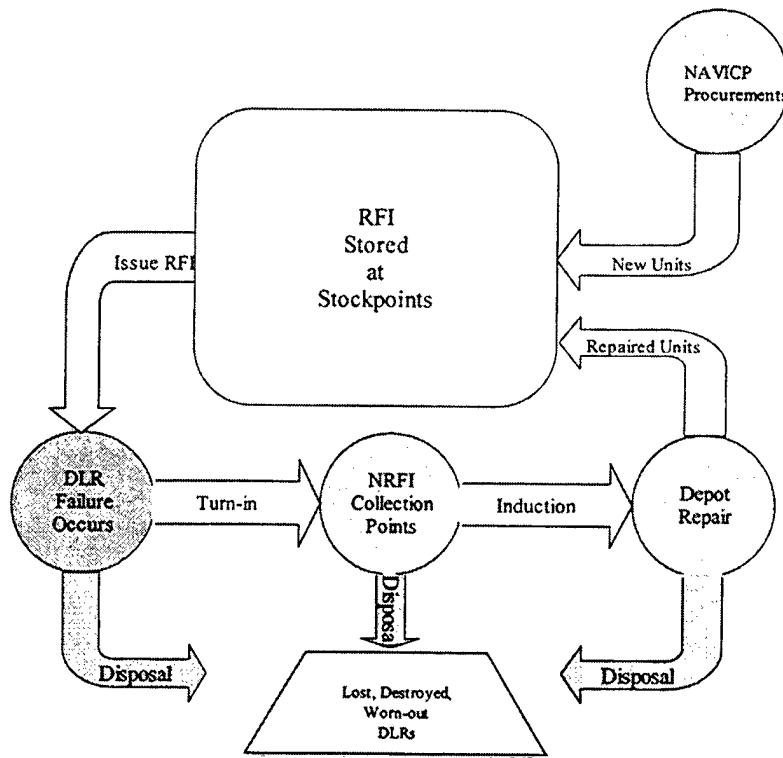 NAVICP
Procurements
RFI
Stored
at
Stockpoints
Issue RFI
New Units
Repaired Units
DLR
Failure
Occurs
Turn-in
NRFI
Collection
Points
Induction
Depot
Repair
Disposal
Disposal
Disposal
Lost, Destroyed,
Worn-out
DLRs